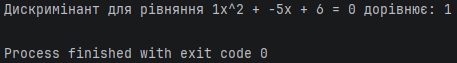 Дискримінант для рівняння 1x^2 + -5x + 6 = 0 дорівнює: 1
Process finished with exit code 0